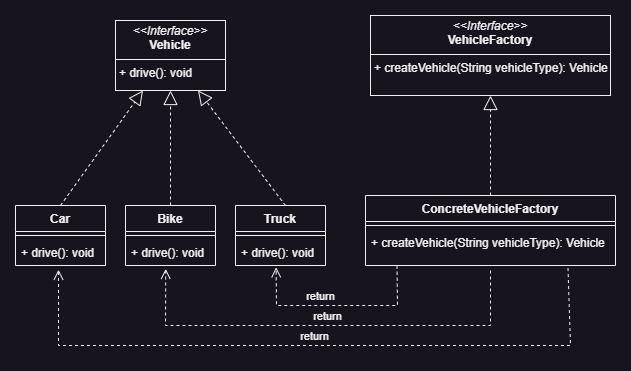 <<Interface>>
Vehicle
+ drive(): void
<<Interface>>
VehicleFactory
+ createVehicle(String vehicleType): Vehicle
Car
+ drive(): void
Bike
+ drive(): void
Truck
+ drive(): void
ConcreteVehicleFactory
+ createVehicle(String vehicleType): Vehicle
return
return
return